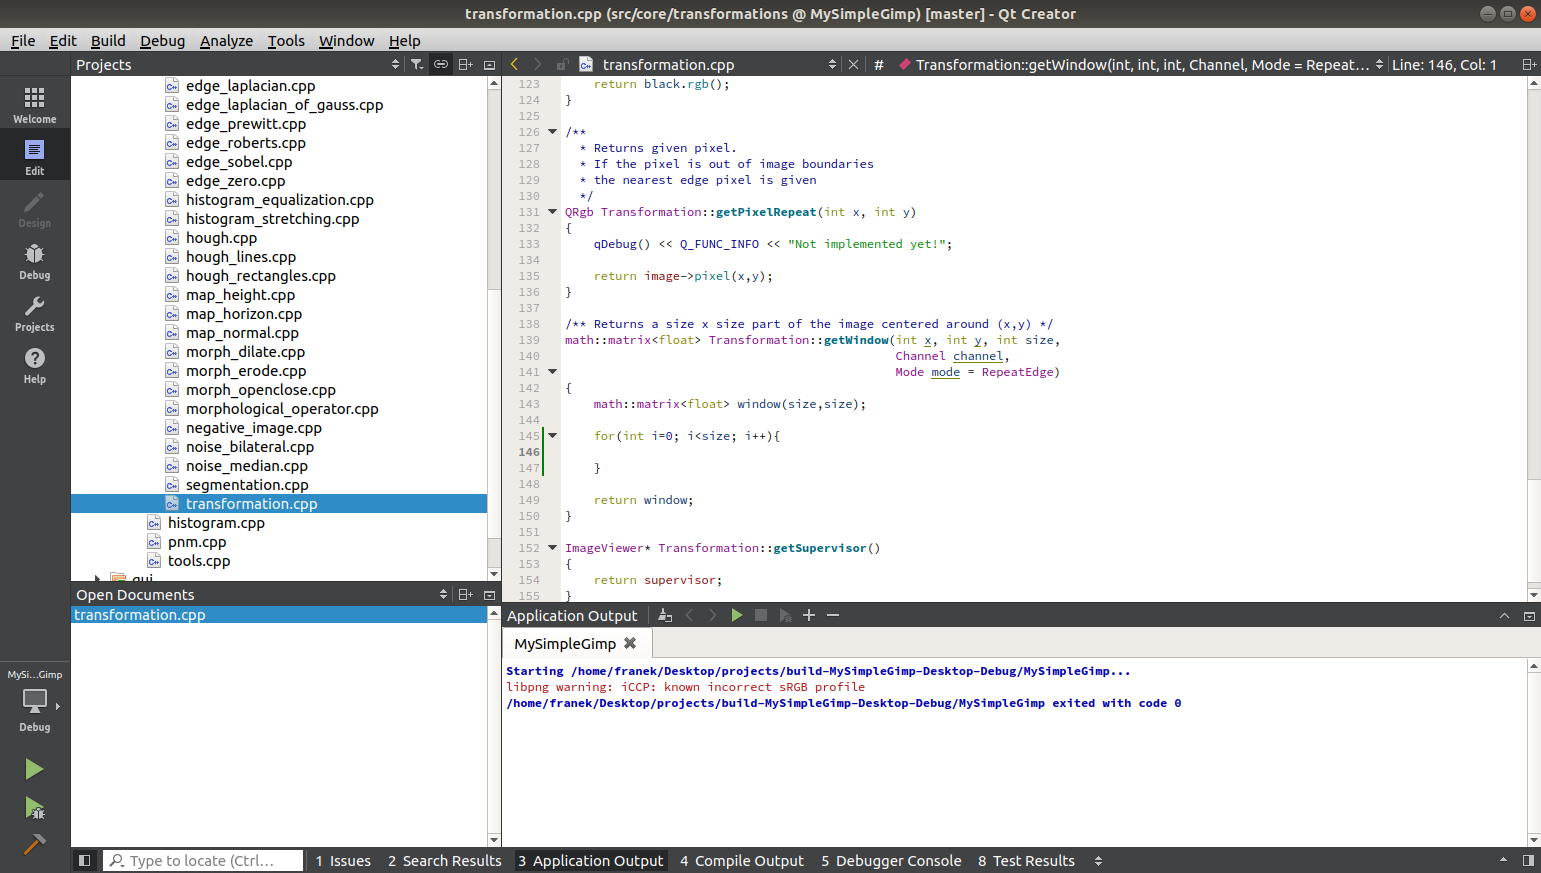 transformation.cpp (src/core/transformations @ MySimpleGimp) [master] - Qt Creator
File Edit Build Debug Analyze Tools Window Help
Projects
transformation.cpp
# Transformation::getWindow(int, int, int, Channel, Mode = Repeat...
Line: 146, Col: 1
Welcome
Edit
Design
Debug
Projects
Help
edge_laplacian.cpp
edge_laplacian_of_gauss.cpp
edge_prewitt.cpp
edge_roberts.cpp
edge_sobel.cpp
edge_zero.cpp
histogram_equalization.cpp
histogram_stretching.cpp
hough.cpp
hough_lines.cpp
hough_rectangles.cpp
map_height.cpp
map_horizon.cpp
map_normal.cpp
morph_dilate.cpp
morph_erode.cpp
morph_openclose.cpp
morphological_operator.cpp
negative_image.cpp
noise_bilateral.cpp
noise_median.cpp
segmentation.cpp
transformation.cpp
histogram.cpp
pnm.cpp
tools.cpp
gui
123     return black.rgb();
124 }
125
126 /**
127   * Returns given pixel.
128   * If the pixel is out of image boundaries
129   * the nearest edge pixel is given
130   */
131 QRgb Transformation::getPixelRepeat(int x, int y)
132 {
133     qDebug() << Q_FUNC_INFO << "Not implemented yet!";
134
135     return image->pixel(x,y);
136 }
137
138 /** Returns a size x size part of the image centered around (x,y) */
139 math::matrix<float> Transformation::getWindow(int x, int y, int size,
140                                               Channel channel,
141                                               Mode mode = RepeatEdge)
142 {
143     math::matrix<float> window(size,size);
144
145     for(int i=0; i<size; i++){
146
147     }
148
149     return window;
150 }
151
152 ImageViewer* Transformation::getSupervisor()
153 {
154     return supervisor;
155 }
Open Documents
transformation.cpp
Application Output
MySimpleGimp
Starting /home/franek/Desktop/projects/build-MySimpleGimp-Desktop-Debug/MySimpleGimp...
libpng warning: iCCP: known incorrect sRGB profile
/home/franek/Desktop/projects/build-MySimpleGimp-Desktop-Debug/MySimpleGimp exited with code 0
MySi...Gimp
Debug
Type to locate (Ctrl...
1 Issues
2 Search Results
3 Application Output
4 Compile Output
5 Debugger Console
8 Test Results